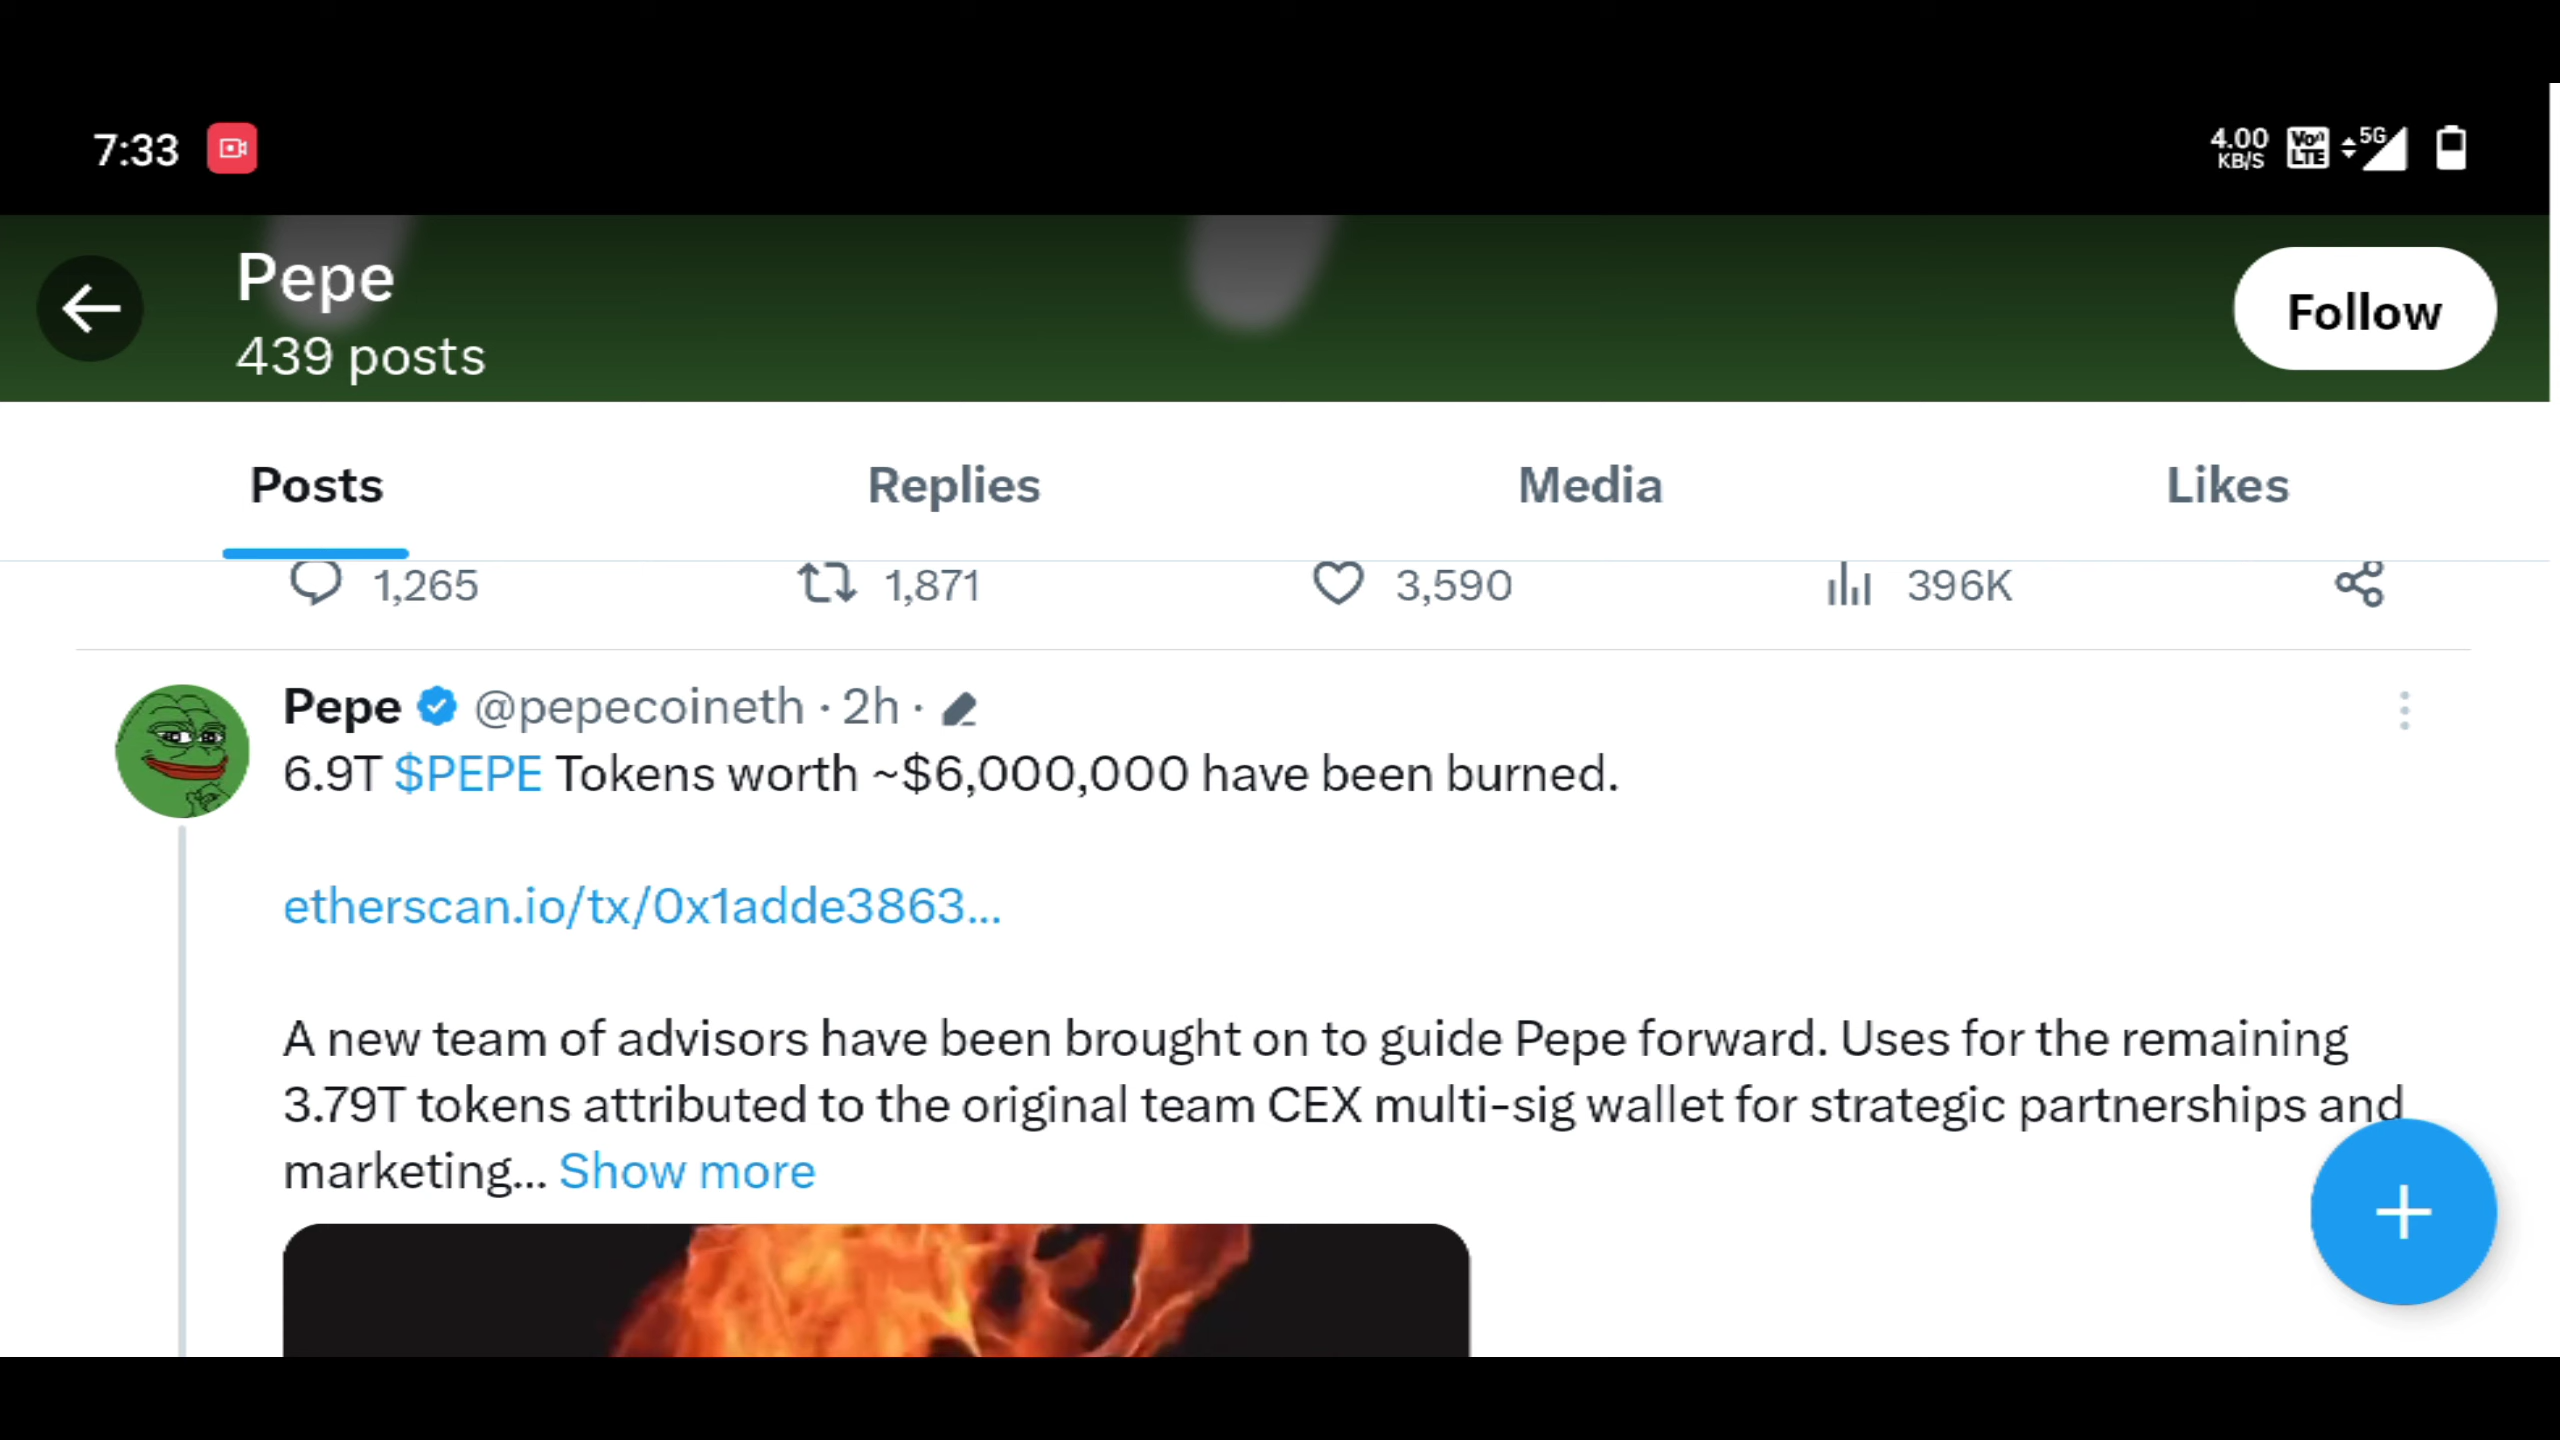 7:33
4.00
KB/S
Vo))
LTE
5G
Pepe
439 posts
Follow
Posts
Replies
Media
Likes
1,265
1,871
3,590
396K
Pepe @pepecoineth · 2h ·
6.9T $PEPE Tokens worth ~$6,000,000 have been burned.
etherscan.io/tx/0x1adde3863...
A new team of advisors have been brought on to guide Pepe forward. Uses for the remaining
3.79T tokens attributed to the original team CEX multi-sig wallet for strategic partnerships and
marketing... Show more